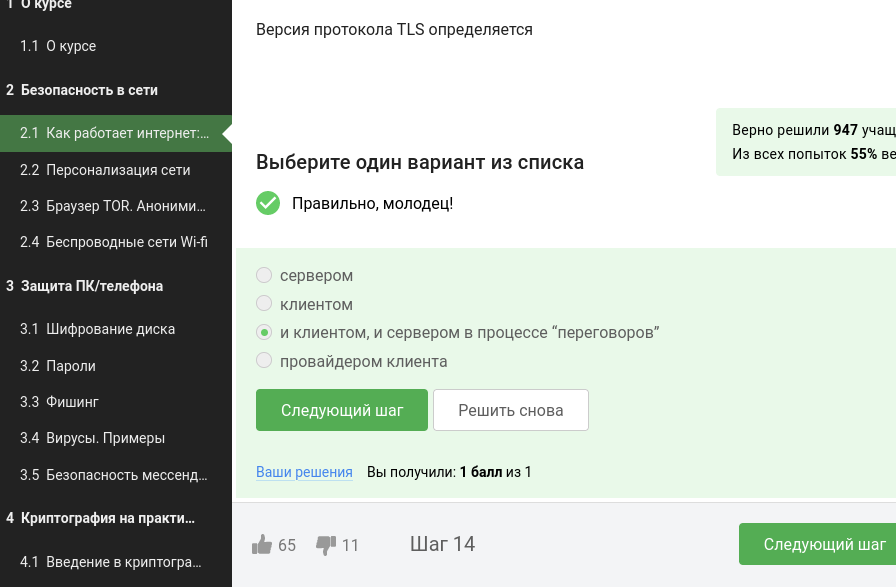 1 О курсе
1.1 О курсе
2 Безопасность в сети
2.1 Как работает интернет:...
2.2 Персонализация сети
2.3 Браузер TOR. Аноними...
2.4 Беспроводные сети Wi-fi
3 Защита ПК/телефона
3.1 Шифрование диска
3.2 Пароли
3.3 Фишинг
3.4 Вирусы. Примеры
3.5 Безопасность мессенд...
4 Криптография на практи...
4.1 Введение в криптогра...
Версия протокола TLS определяется
Верно решили 947 учащ
Из всех попыток 55% ве
Выберите один вариант из списка
Правильно, молодец!
сервером
клиентом
и клиентом, и сервером в процессе “переговоров”
провайдером клиента
Следующий шаг
Решить снова
Ваши решения Вы получили: 1 балл из 1
65 11 Шаг 14
Следующий шаг